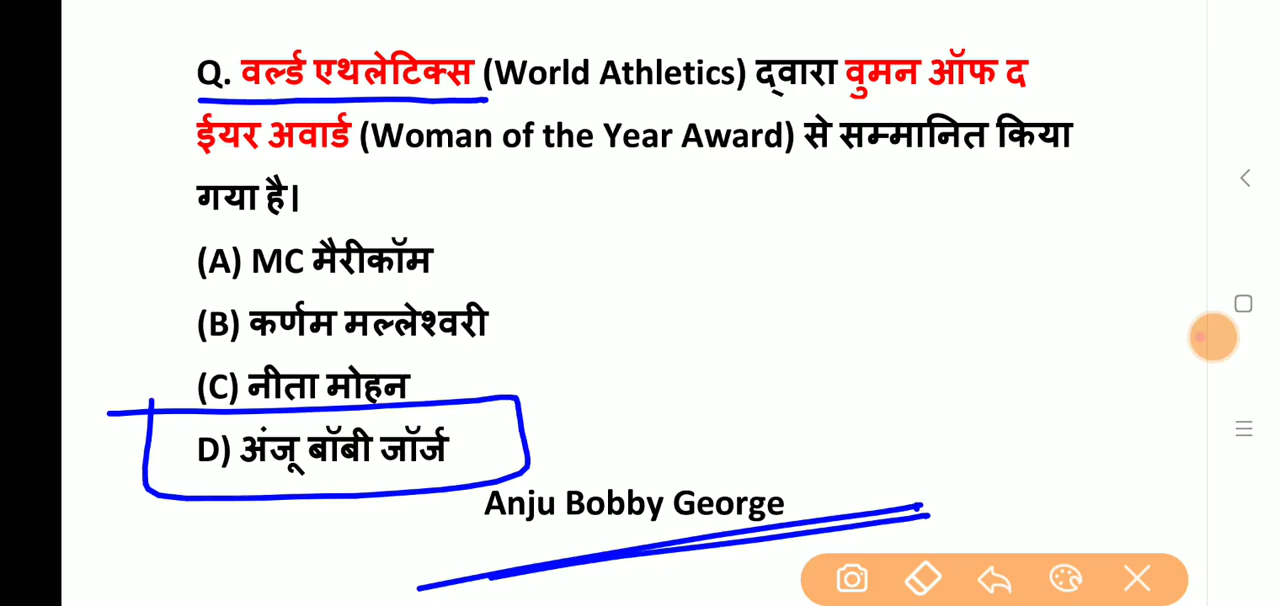 Q. वर्ल्ड एथलेटिक्स (World Athletics) द्वारा वुमन ऑफ द
ईयर अवार्ड (Woman of the Year Award) से सम्मानित किया
गया है।
(A) MC मैरीकॉम
(B) कर्णम मल्लेश्वरी
(C) नीता मोहन
D) अंजू बॉबी जॉर्ज
Anju Bobby George